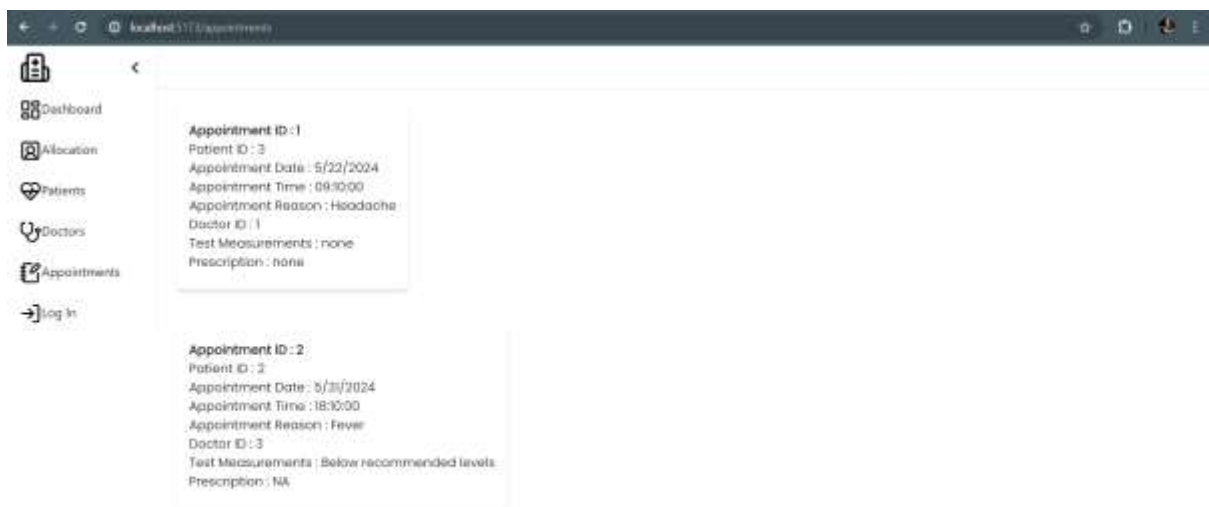 localhost:5173/appointments
Dashboard
Allocation
Patients
Doctors
Appointments
Log In
Appointment ID : 1
Patient ID : 3
Appointment Date : 5/22/2024
Appointment Time : 09:10:00
Appointment Reason : Headache
Doctor ID : 1
Test Measurements : none
Prescription : none
Appointment ID : 2
Patient ID : 2
Appointment Date : 5/31/2024
Appointment Time : 18:10:00
Appointment Reason : Fever
Doctor ID : 3
Test Measurements : Below recommended levels
Prescription : NA